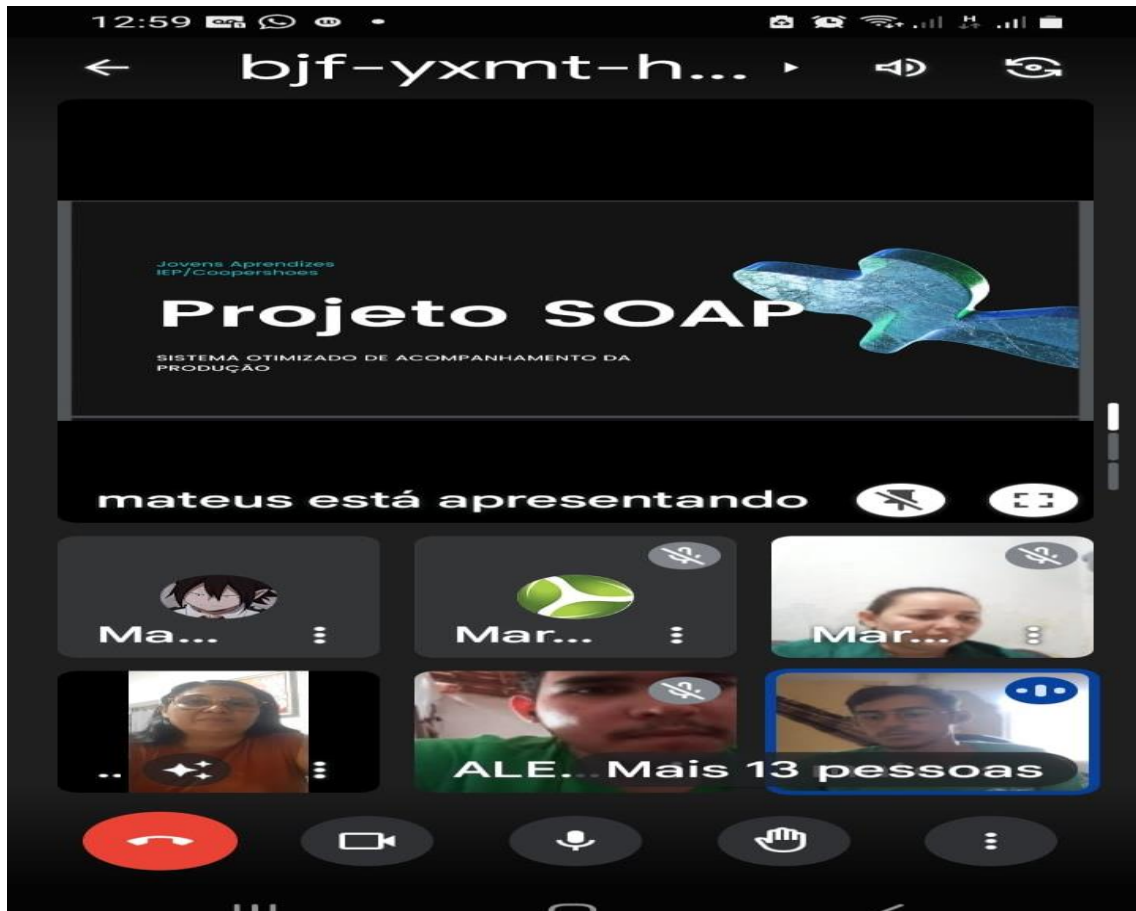 12:59
bjf-yxmt-h...
Jovens Aprendizes
IEP/Coopershoes
Projeto SOAP
SISTEMA OTIMIZADO DE ACOMPANHAMENTO DA
PRODUÇÃO
mateus está apresentando
Ma...
Mar...
Mar...
..
ALE...
Mais 13 pessoas